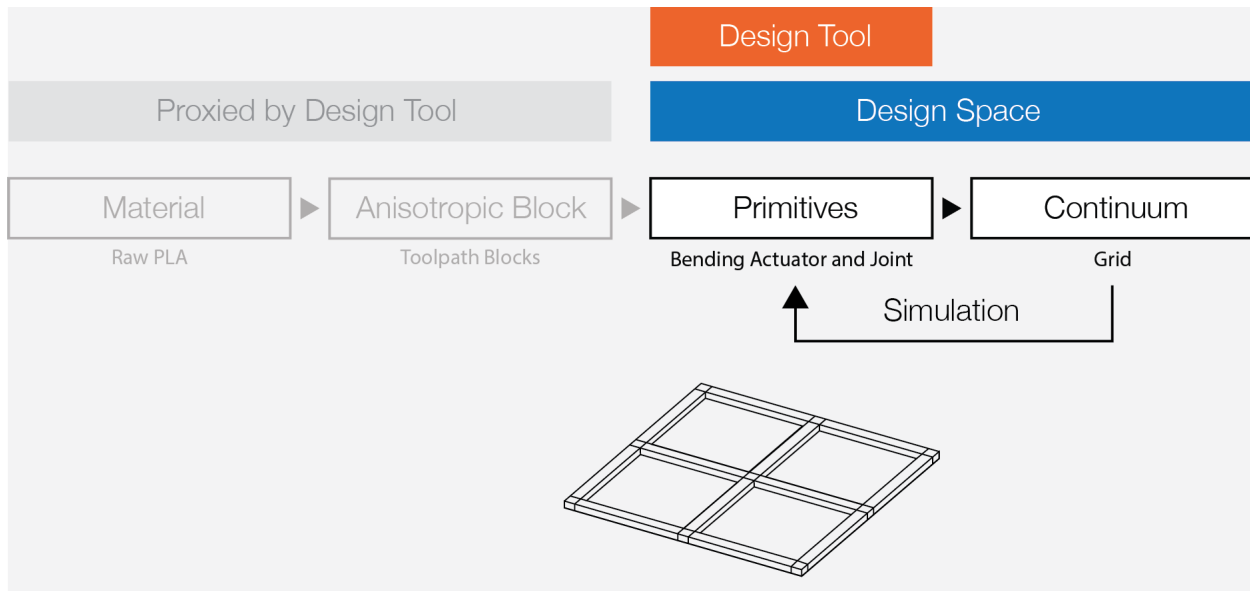 Design Tool
Proxied by Design Tool
Design Space
Material
Anisotropic Block
Primitives
Continuum
Raw PLA
Toolpath Blocks
Bending Actuator and Joint
Grid
Simulation